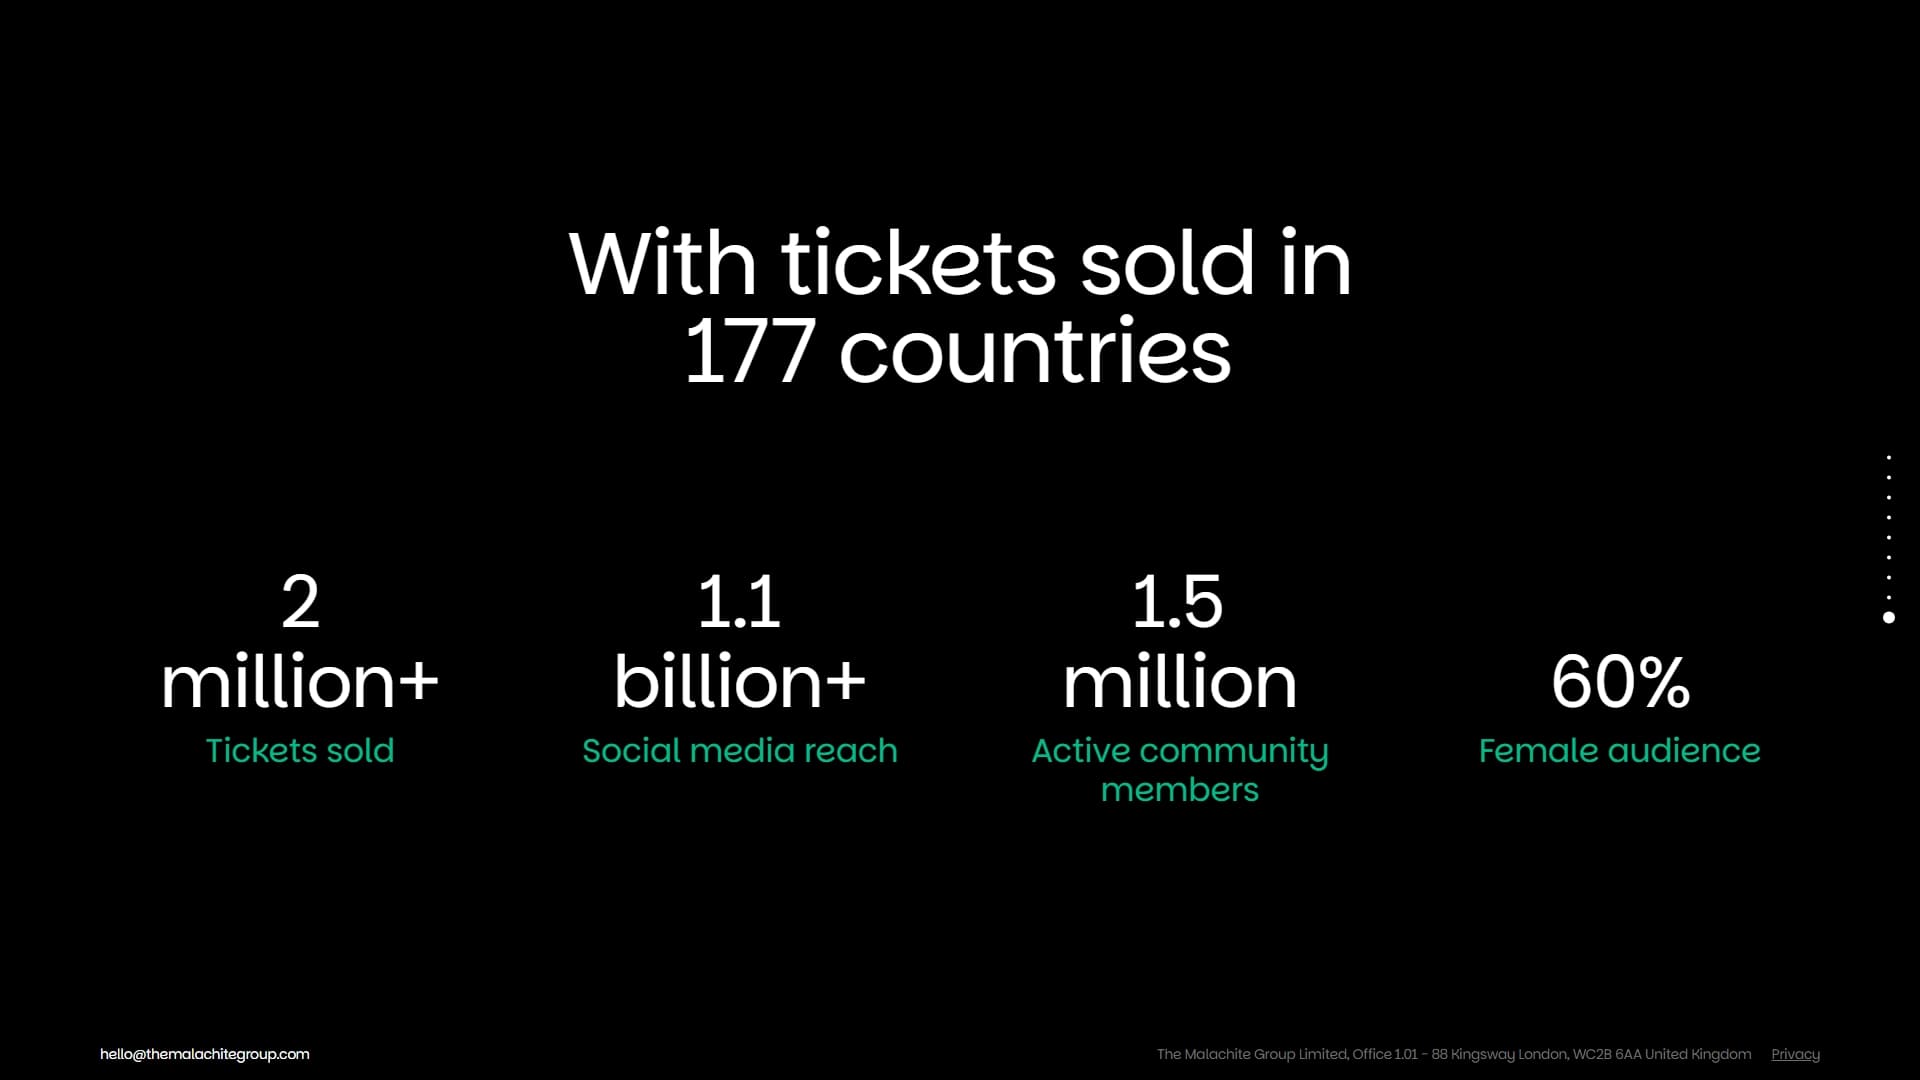 With tickets sold in
177 countries
2
million+
Tickets sold
1.1
billion+
Social media reach
1.5
million
Active community
members
60%
Female audience
hello@themalachitegroup.com
The Malachite Group Limited, Office 1.01 - 88 Kingsway London, WC2B 6AA United Kingdom Privacy